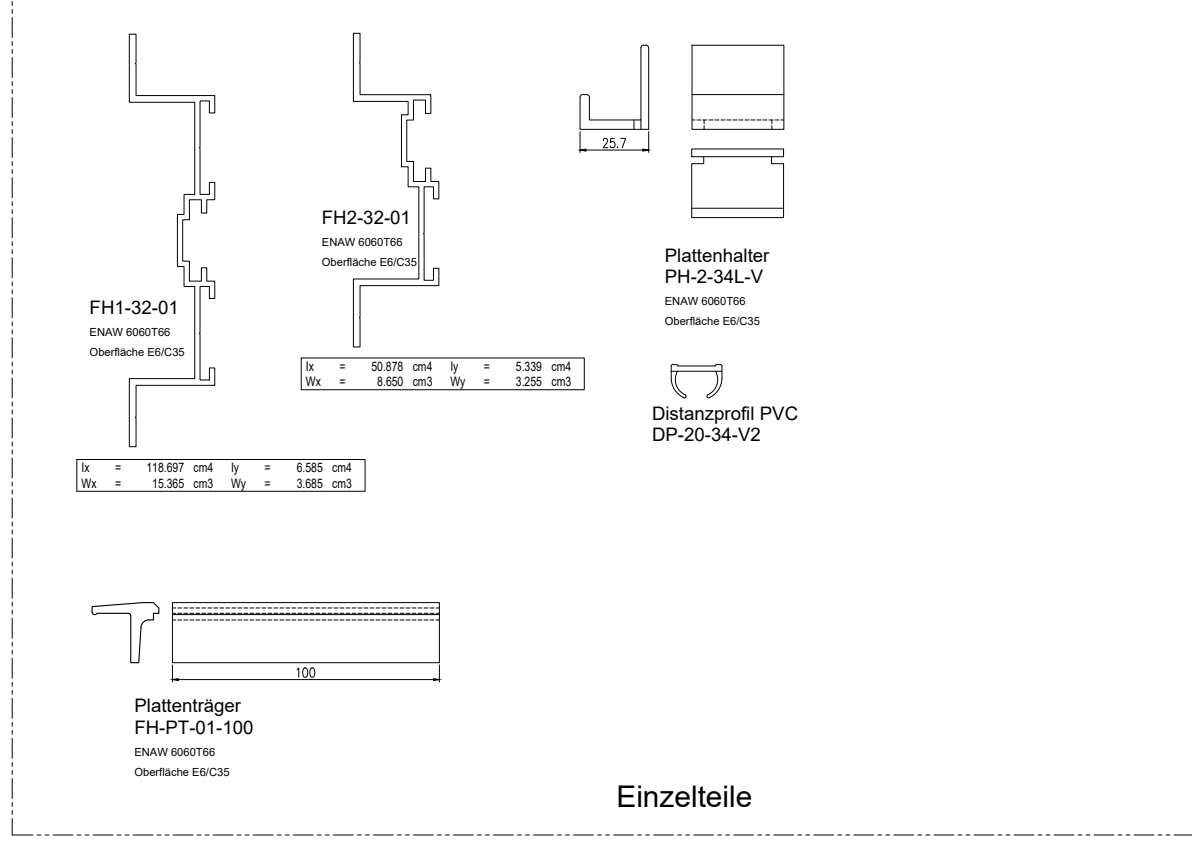 25.7
FH2-32-01
ENAW 6060T66
Oberfläche E6/C35
Plattenhalter
PH-2-34L-V
ENAW 6060T66
Oberfläche E6/C35
FH1-32-01
ENAW 6060T66
Oberfläche E6/C35
Ix = 50.878 cm4 Iy = 5.339 cm4
Wx = 8.650 cm3 Wy = 3.255 cm3
Distanzprofil PVC
DP-20-34-V2
Ix = 118.697 cm4 Iy = 6.585 cm4
Wx = 15.365 cm3 Wy = 3.685 cm3
100
Plattenträger
FH-PT-01-100
ENAW 6060T66
Oberfläche E6/C35
Einzelteile